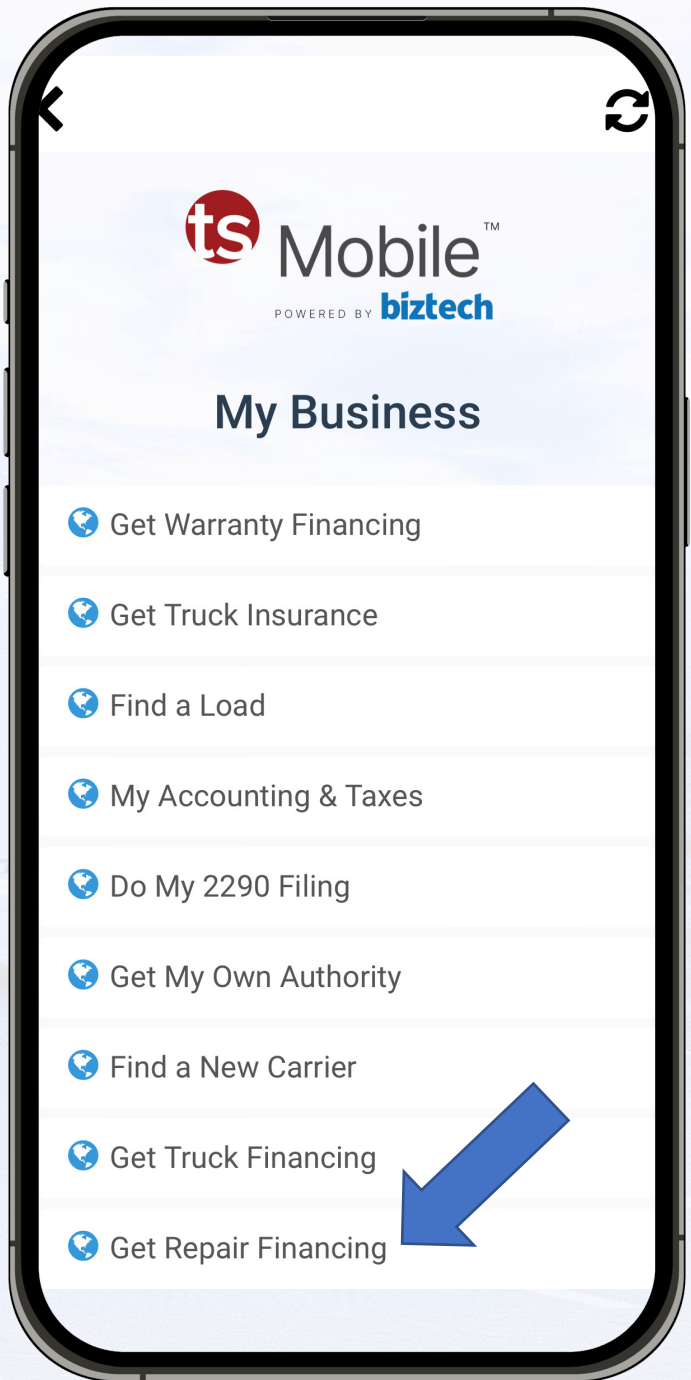 ts Mobile™
POWERED BY biztech
My Business
Get Warranty Financing
Get Truck Insurance
Find a Load
My Accounting & Taxes
Do My 2290 Filing
Get My Own Authority
Find a New Carrier
Get Truck Financing
Get Repair Financing